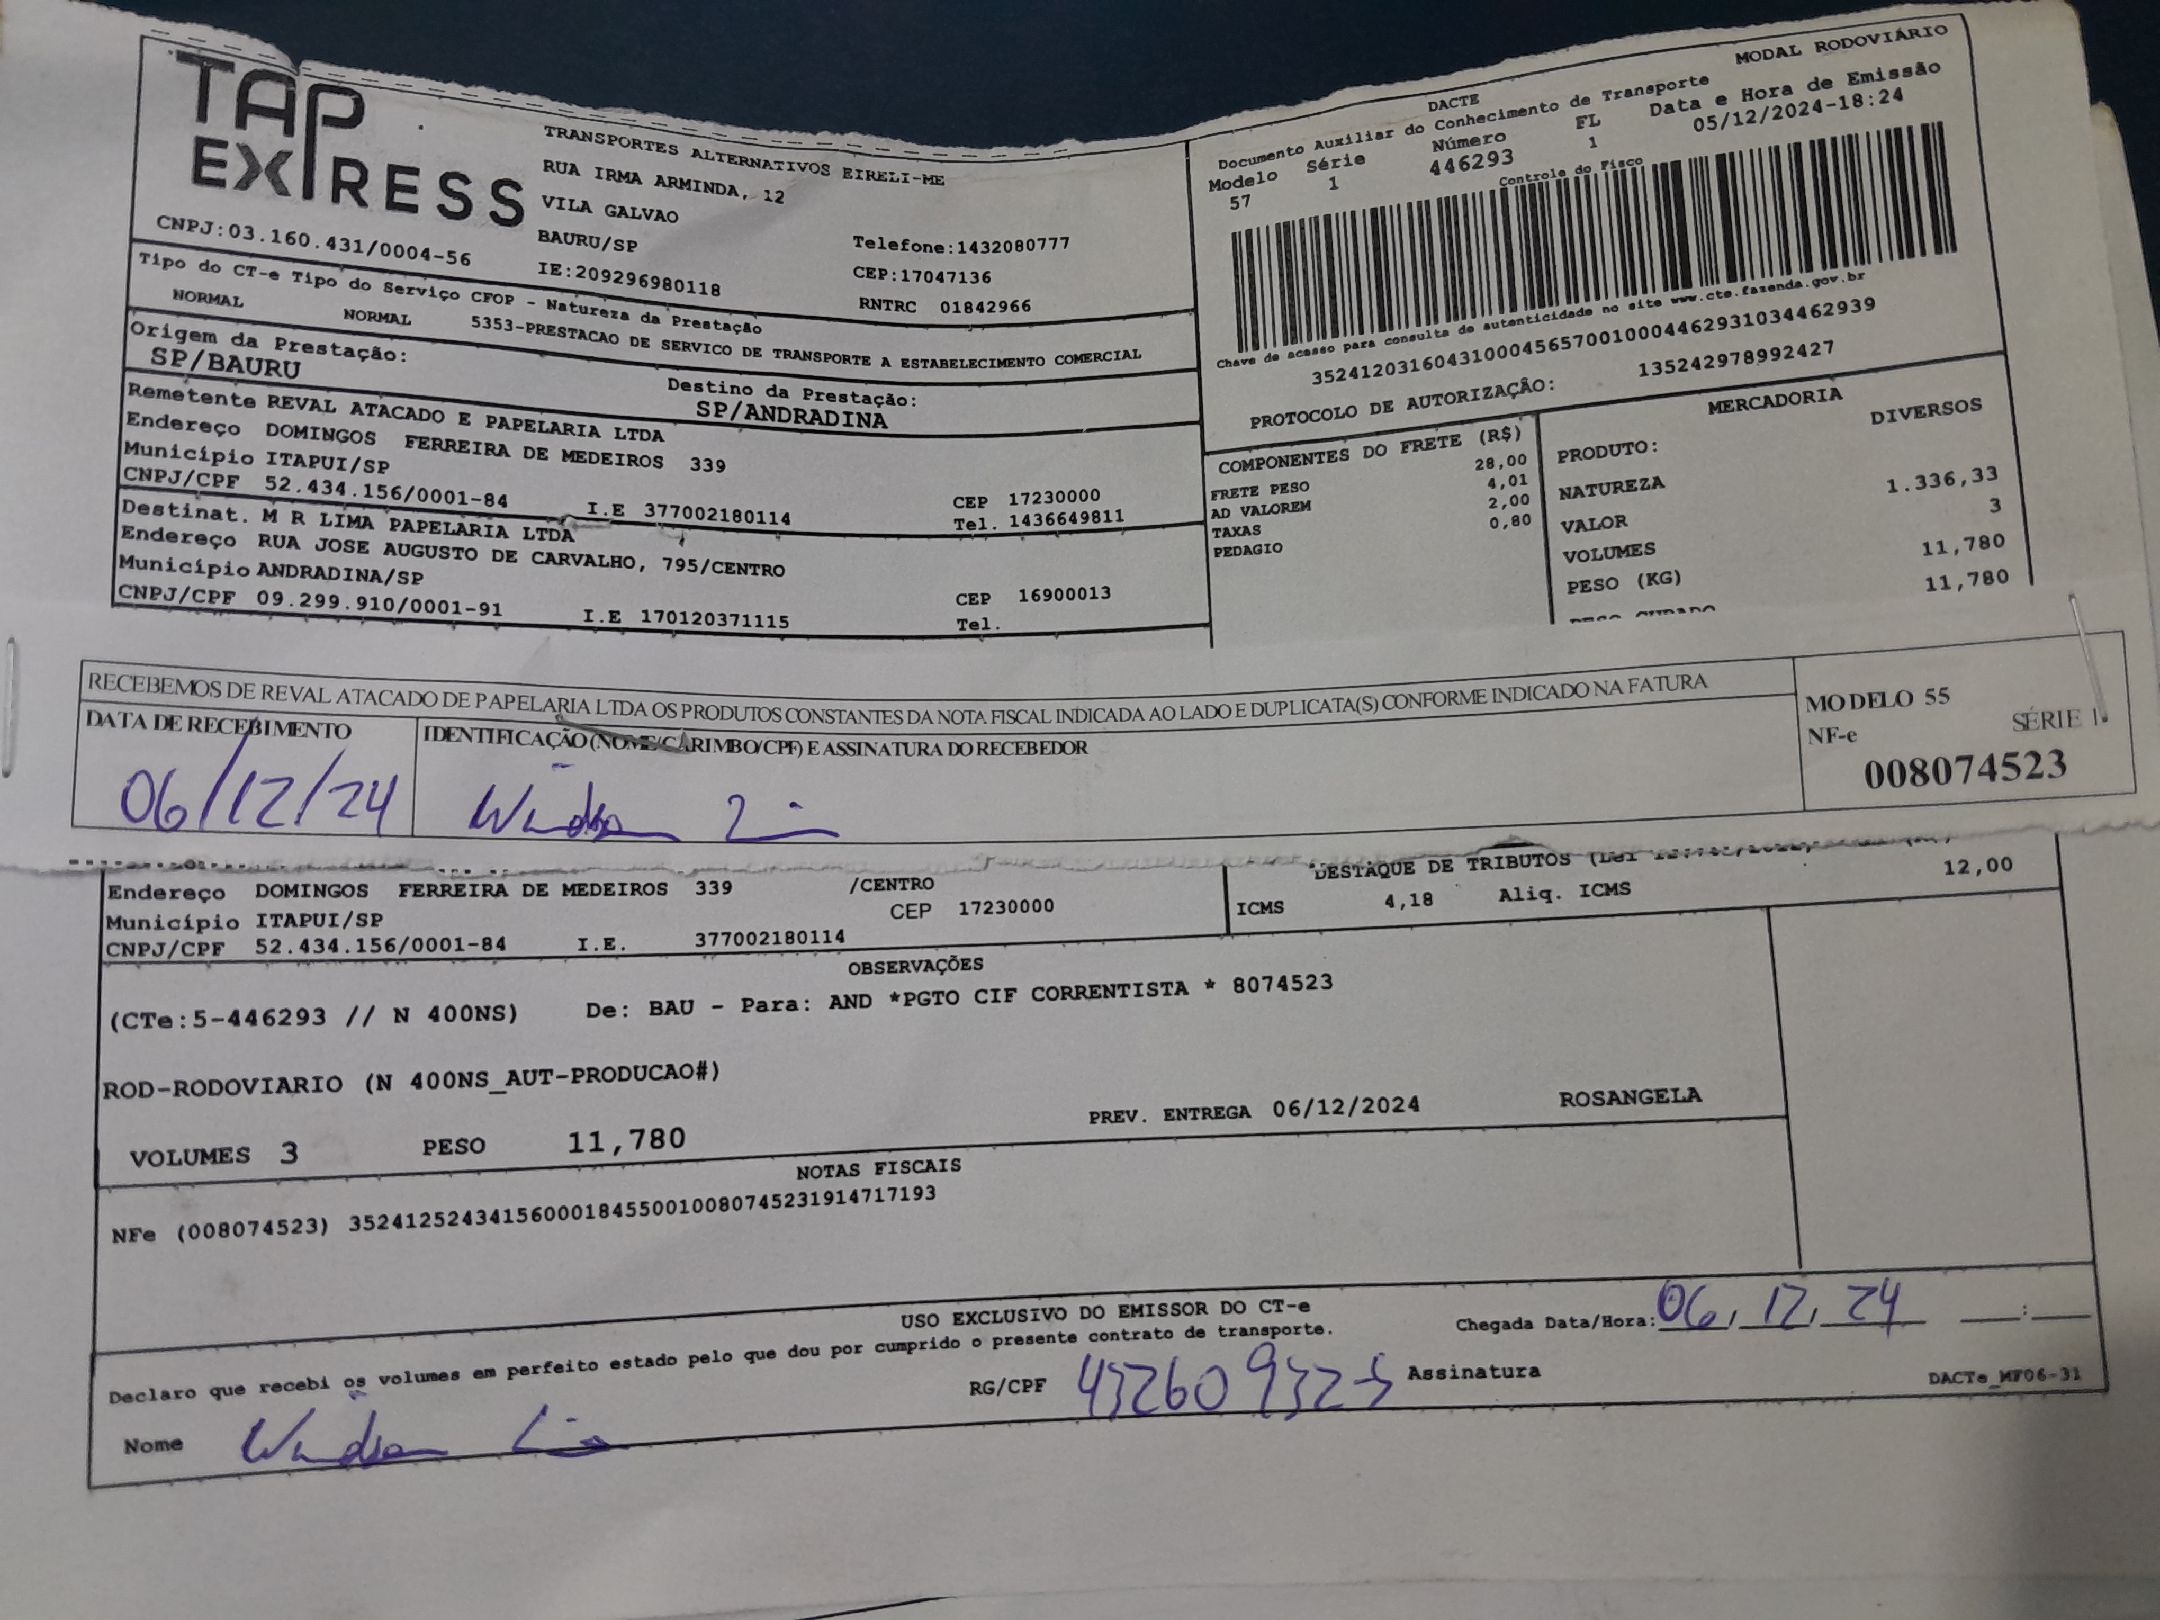 TAP
EXPRESS
TRANSPORTES ALTERNATIVOS EIRELI-ME
RUA IRMA ARMINDA, 12
VILA GALVAO
BAURU/SP
Telefone:1432080777
CNPJ:03.160.431/0004-56
IE:209296980118
CEP:17047136
RNTRC 01842966
Tipo do CT-e Tipo do Serviço CFOP - Natureza da Prestação
NORMAL NORMAL 5353-PRESTACAO DE SERVICO DE TRANSPORTE A ESTABELECIMENTO COMERCIAL
Origem da Prestação:
SP/BAURU
Destino da Prestação:
SP/ANDRADINA
Remetente REVAL ATACADO E PAPELARIA LTDA
Endereço DOMINGOS FERREIRA DE MEDEIROS 339
Município ITAPUI/SP
CEP 17230000
CNPJ/CPF 52.434.156/0001-84 I.E 377002180114 Tel. 1436649811
Destinat. M R LIMA PAPELARIA LTDA
Endereço RUA JOSE AUGUSTO DE CARVALHO, 795/CENTRO
Município ANDRADINA/SP
CEP 16900013
CNPJ/CPF 09.299.910/0001-91 I.E 170120371115 Tel.
MODAL RODOVIÁRIO
DACTE
Documento Auxiliar do Conhecimento de Transporte
Data e Hora de Emissão
Modelo Série Número FL
57 1 446293 1 05/12/2024-18:24
Controle do Fisco
Chave de acesso para consulta de autenticidade no site www.cte.fazenda.gov.br
35241203160431000456570010004462931034462939
PROTOCOLO DE AUTORIZAÇÃO: 135242978992427
COMPONENTES DO FRETE (R$)
FRETE PESO 28,00
AD VALOREM 4,01
TAXAS 2,00
PEDAGIO 0,80
MERCADORIA
PRODUTO: DIVERSOS
NATUREZA
VALOR 1.336,33
VOLUMES 3
PESO (KG) 11,780
11,780
RECEBEMOS DE REVAL ATACADO DE PAPELARIA LTDA OS PRODUTOS CONSTANTES DA NOTA FISCAL INDICADA AO LADO E DUPLICATA(S) CONFORME INDICADO NA FATURA
DATA DE RECEBIMENTO
IDENTIFICAÇÃO (NOME/CARIMBO/CPF) E ASSINATURA DO RECEBEDOR
MODELO 55
NF-e SÉRIE 1
008074523
06/12/24
DESTAQUE DE TRIBUTOS
Endereço DOMINGOS FERREIRA DE MEDEIROS 339 /CENTRO
Município ITAPUI/SP CEP 17230000
CNPJ/CPF 52.434.156/0001-84 I.E. 377002180114
ICMS 4,18 Aliq. ICMS 12,00
OBSERVAÇÕES
(CTe:5-446293 // N 400NS) De: BAU - Para: AND *PGTO CIF CORRENTISTA * 8074523
ROD-RODOVIARIO (N 400NS_AUT-PRODUCAO#)
PREV. ENTREGA 06/12/2024 ROSANGELA
VOLUMES 3 PESO 11,780
NOTAS FISCAIS
NFe (008074523) 35241252434156000184550010080745231914717193
USO EXCLUSIVO DO EMISSOR DO CT-e
Declaro que recebi os volumes em perfeito estado pelo que dou por cumprido o presente contrato de transporte.
Chegada Data/Hora: 06, 12, 24 :
RG/CPF Assinatura
DACTe_MF06-31
Nome